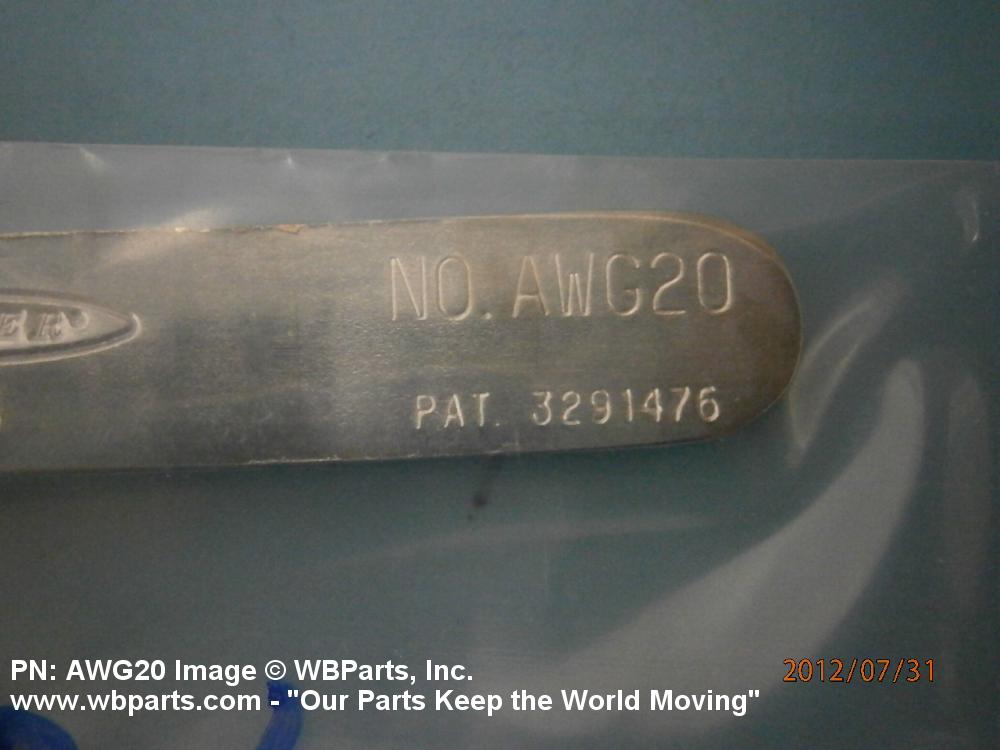 NO. AWG20
PAT. 3291476
PN: AWG20 Image © WBParts, Inc.
www.wbparts.com - "Our Parts Keep the World Moving"
2012/07/31